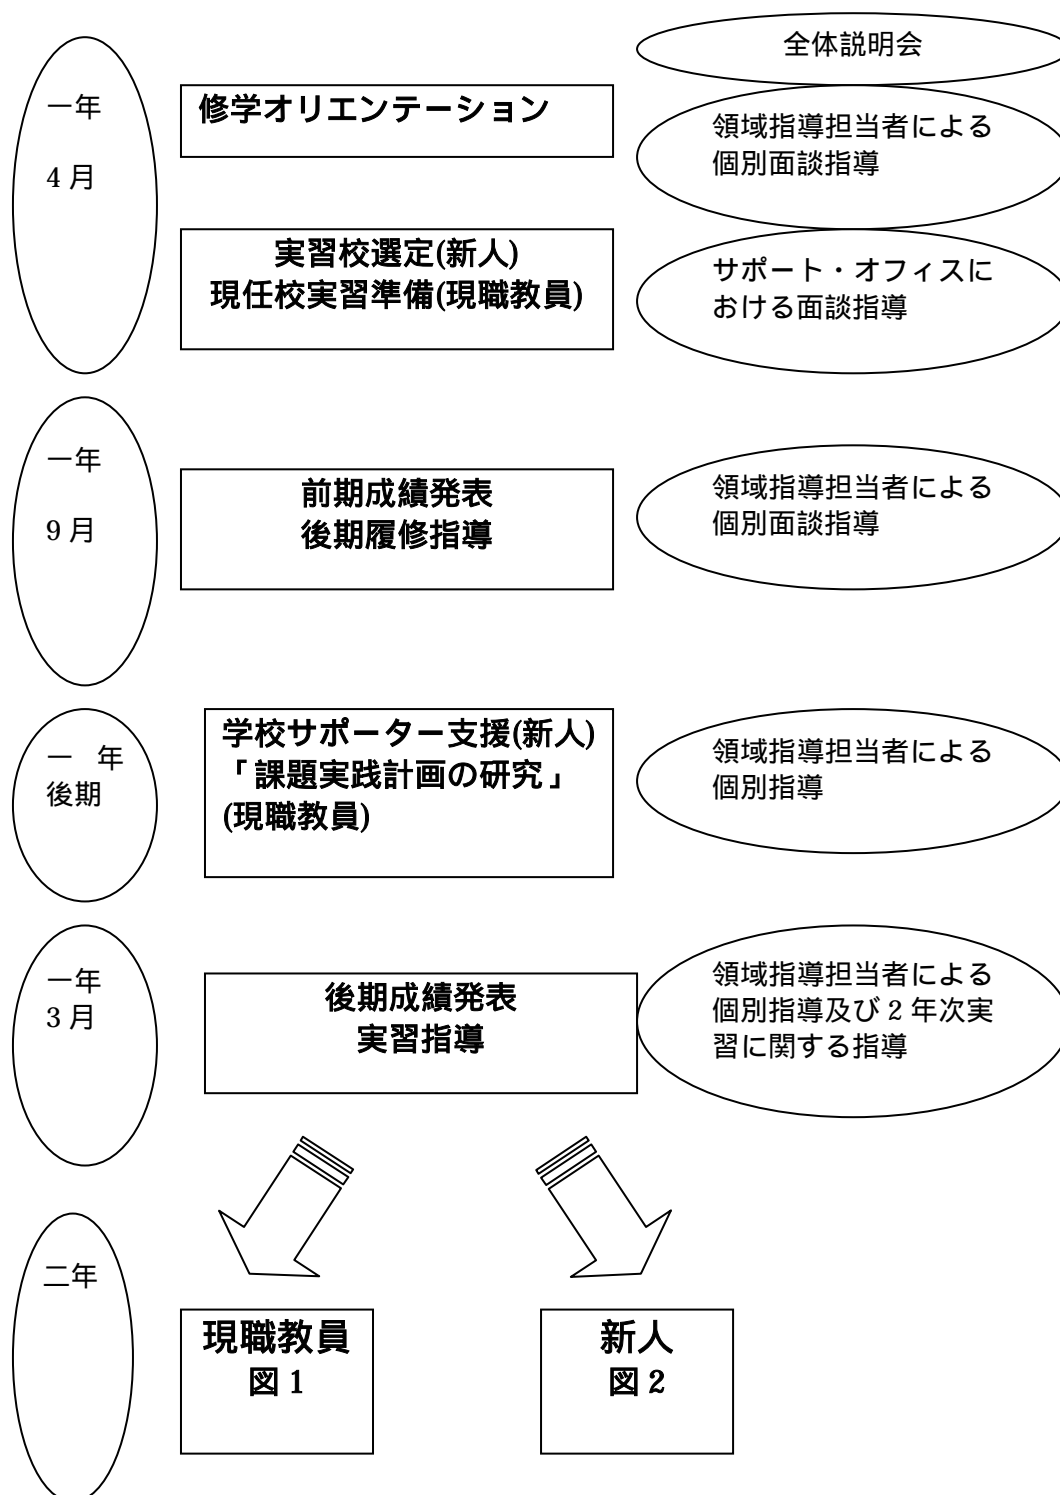 全体説明会
一年
4月
修学オリエンテーション
領域指導担当者による
個別面談指導
実習校選定(新人)
現任校実習準備(現職教員)
サポート・オフィスに
おける面談指導
一年
9月
前期成績発表
後期履修指導
領域指導担当者による
個別面談指導
一 年
後期
学校サポーター支援(新人)
「課題実践計画の研究」
(現職教員)
領域指導担当者による
個別指導
一年
3月
後期成績発表
実習指導
領域指導担当者による
個別指導及び2年次実
習に関する指導
二年
現職教員
図1
新人
図2